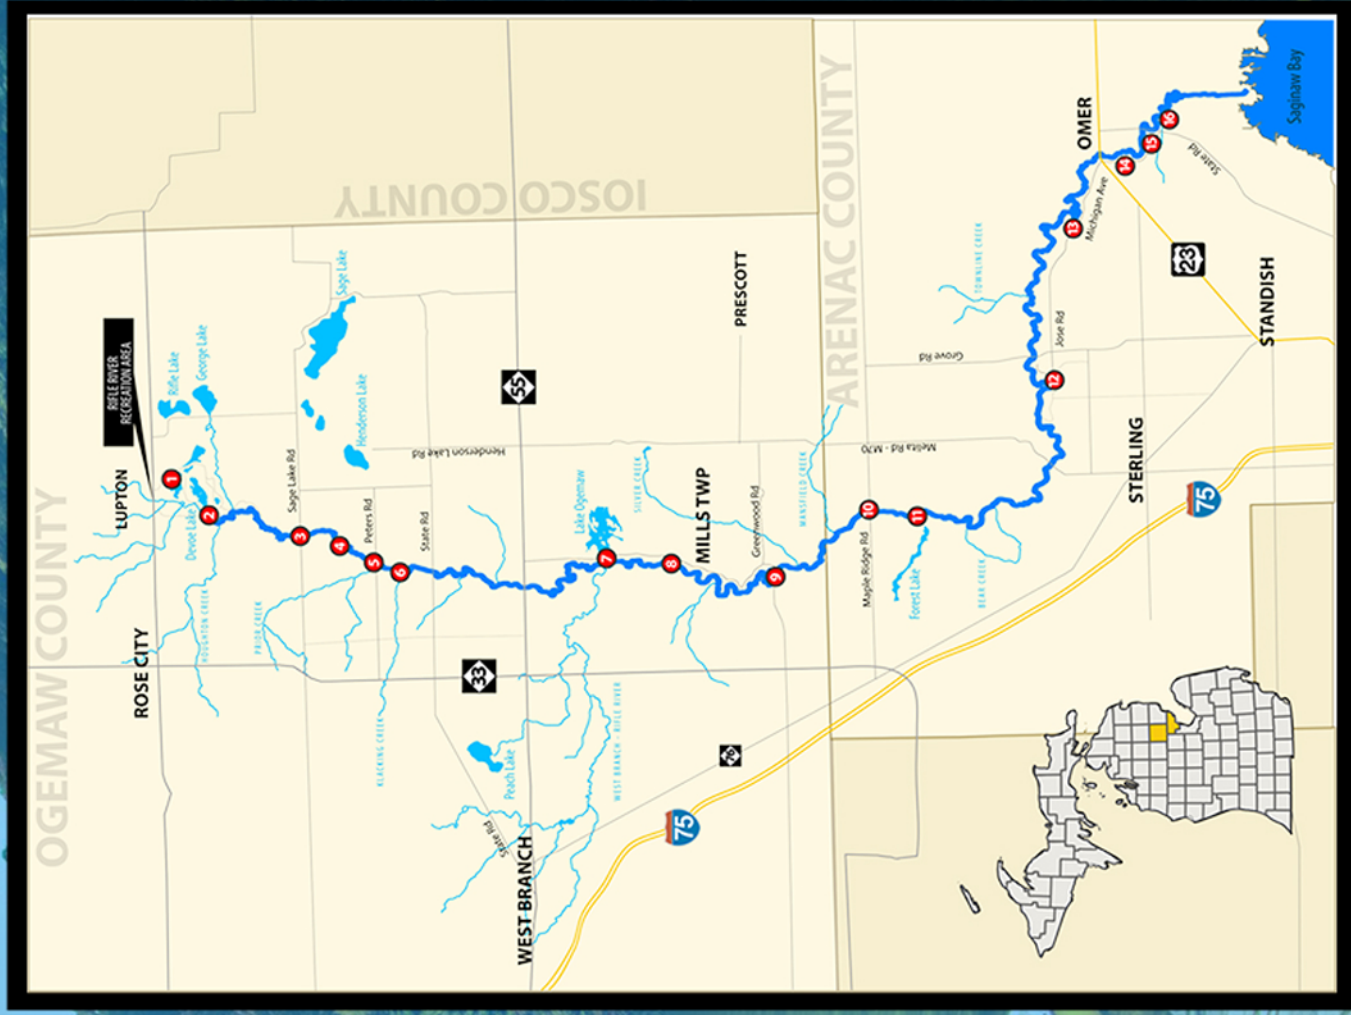 RIFLE RIVER
RECREATION AREA
LUPTON
ROSE CITY
OGEMAW COUNTY
IOSCO COUNTY
ARENAC COUNTY
Rifle Lake
George Lake
Sage Lake
Henderson Lake
Devoe Lake
Sage Lake Rd
Peters Rd
State Rd
Henderson Lake Rd
HOUGHTON CREEK
PRIOR CREEK
KLACKING CREEK
1
2
3
4
5
6
7
8
9
10
11
12
13
14
15
16
55
33
Lake Ogemaw
SILVER CREEK
MILLS TWP
PRESCOTT
Greenwood Rd
MANSFIELD CREEK
Melita Rd - M70
Maple Ridge Rd
Forest Lake
BEAR CREEK
Peach Lake
WEST BRANCH - RIFLE RIVER
State Rd
WEST BRANCH
76
75
75
TOWNLINE CREEK
Grove Rd
Jose Rd
Michigan Ave
OMER
State Rd
Saginaw Bay
23
STANDISH
STERLING